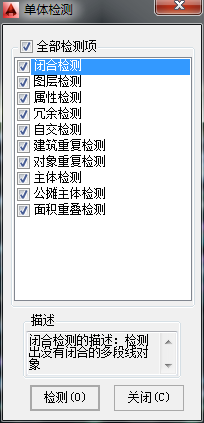 单体检测
全部检测项
闭合检测
图层检测
属性检测
冗余检测
自交检测
建筑重复检测
对象重复检测
主体检测
公摊主体检测
面积重叠检测
描述
闭合检测的描述: 检测
出没有闭合的多段线对
象
检测(O) 关闭(C)